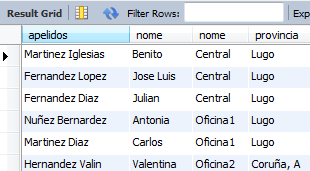 Result Grid Filter Rows: Exp
apelidos nome nome provincia
Martinez Iglesias Benito Central Lugo
Fernandez Lopez Jose Luis Central Lugo
Fernandez Diaz Julian Central Lugo
Nuñez Bernardez Antonia Oficina1 Lugo
Martinez Diaz Carlos Oficina1 Lugo
Hernandez Valin Valentina Oficina2 Coruña, A